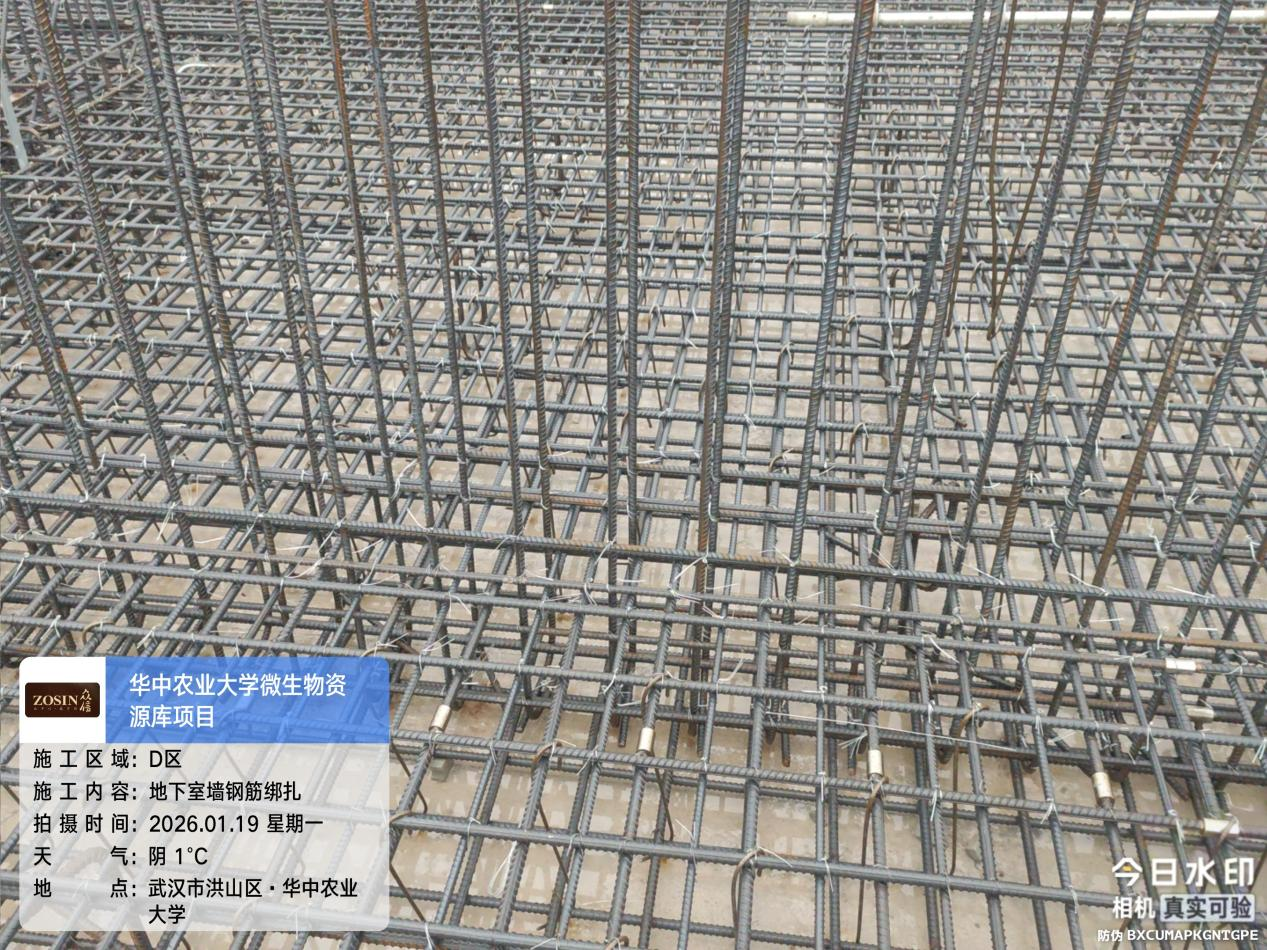 ZOSIN 众信
华中农业大学微生物资
源库项目
施工区域：D区
施工内容：地下室墙钢筋绑扎
拍摄时间：2026.01.19 星期一
天气：阴 1℃
地点：武汉市洪山区·华中农业
大学
今日水印
相机 真实可验
防伪 BXCUMAPKGNTGPE